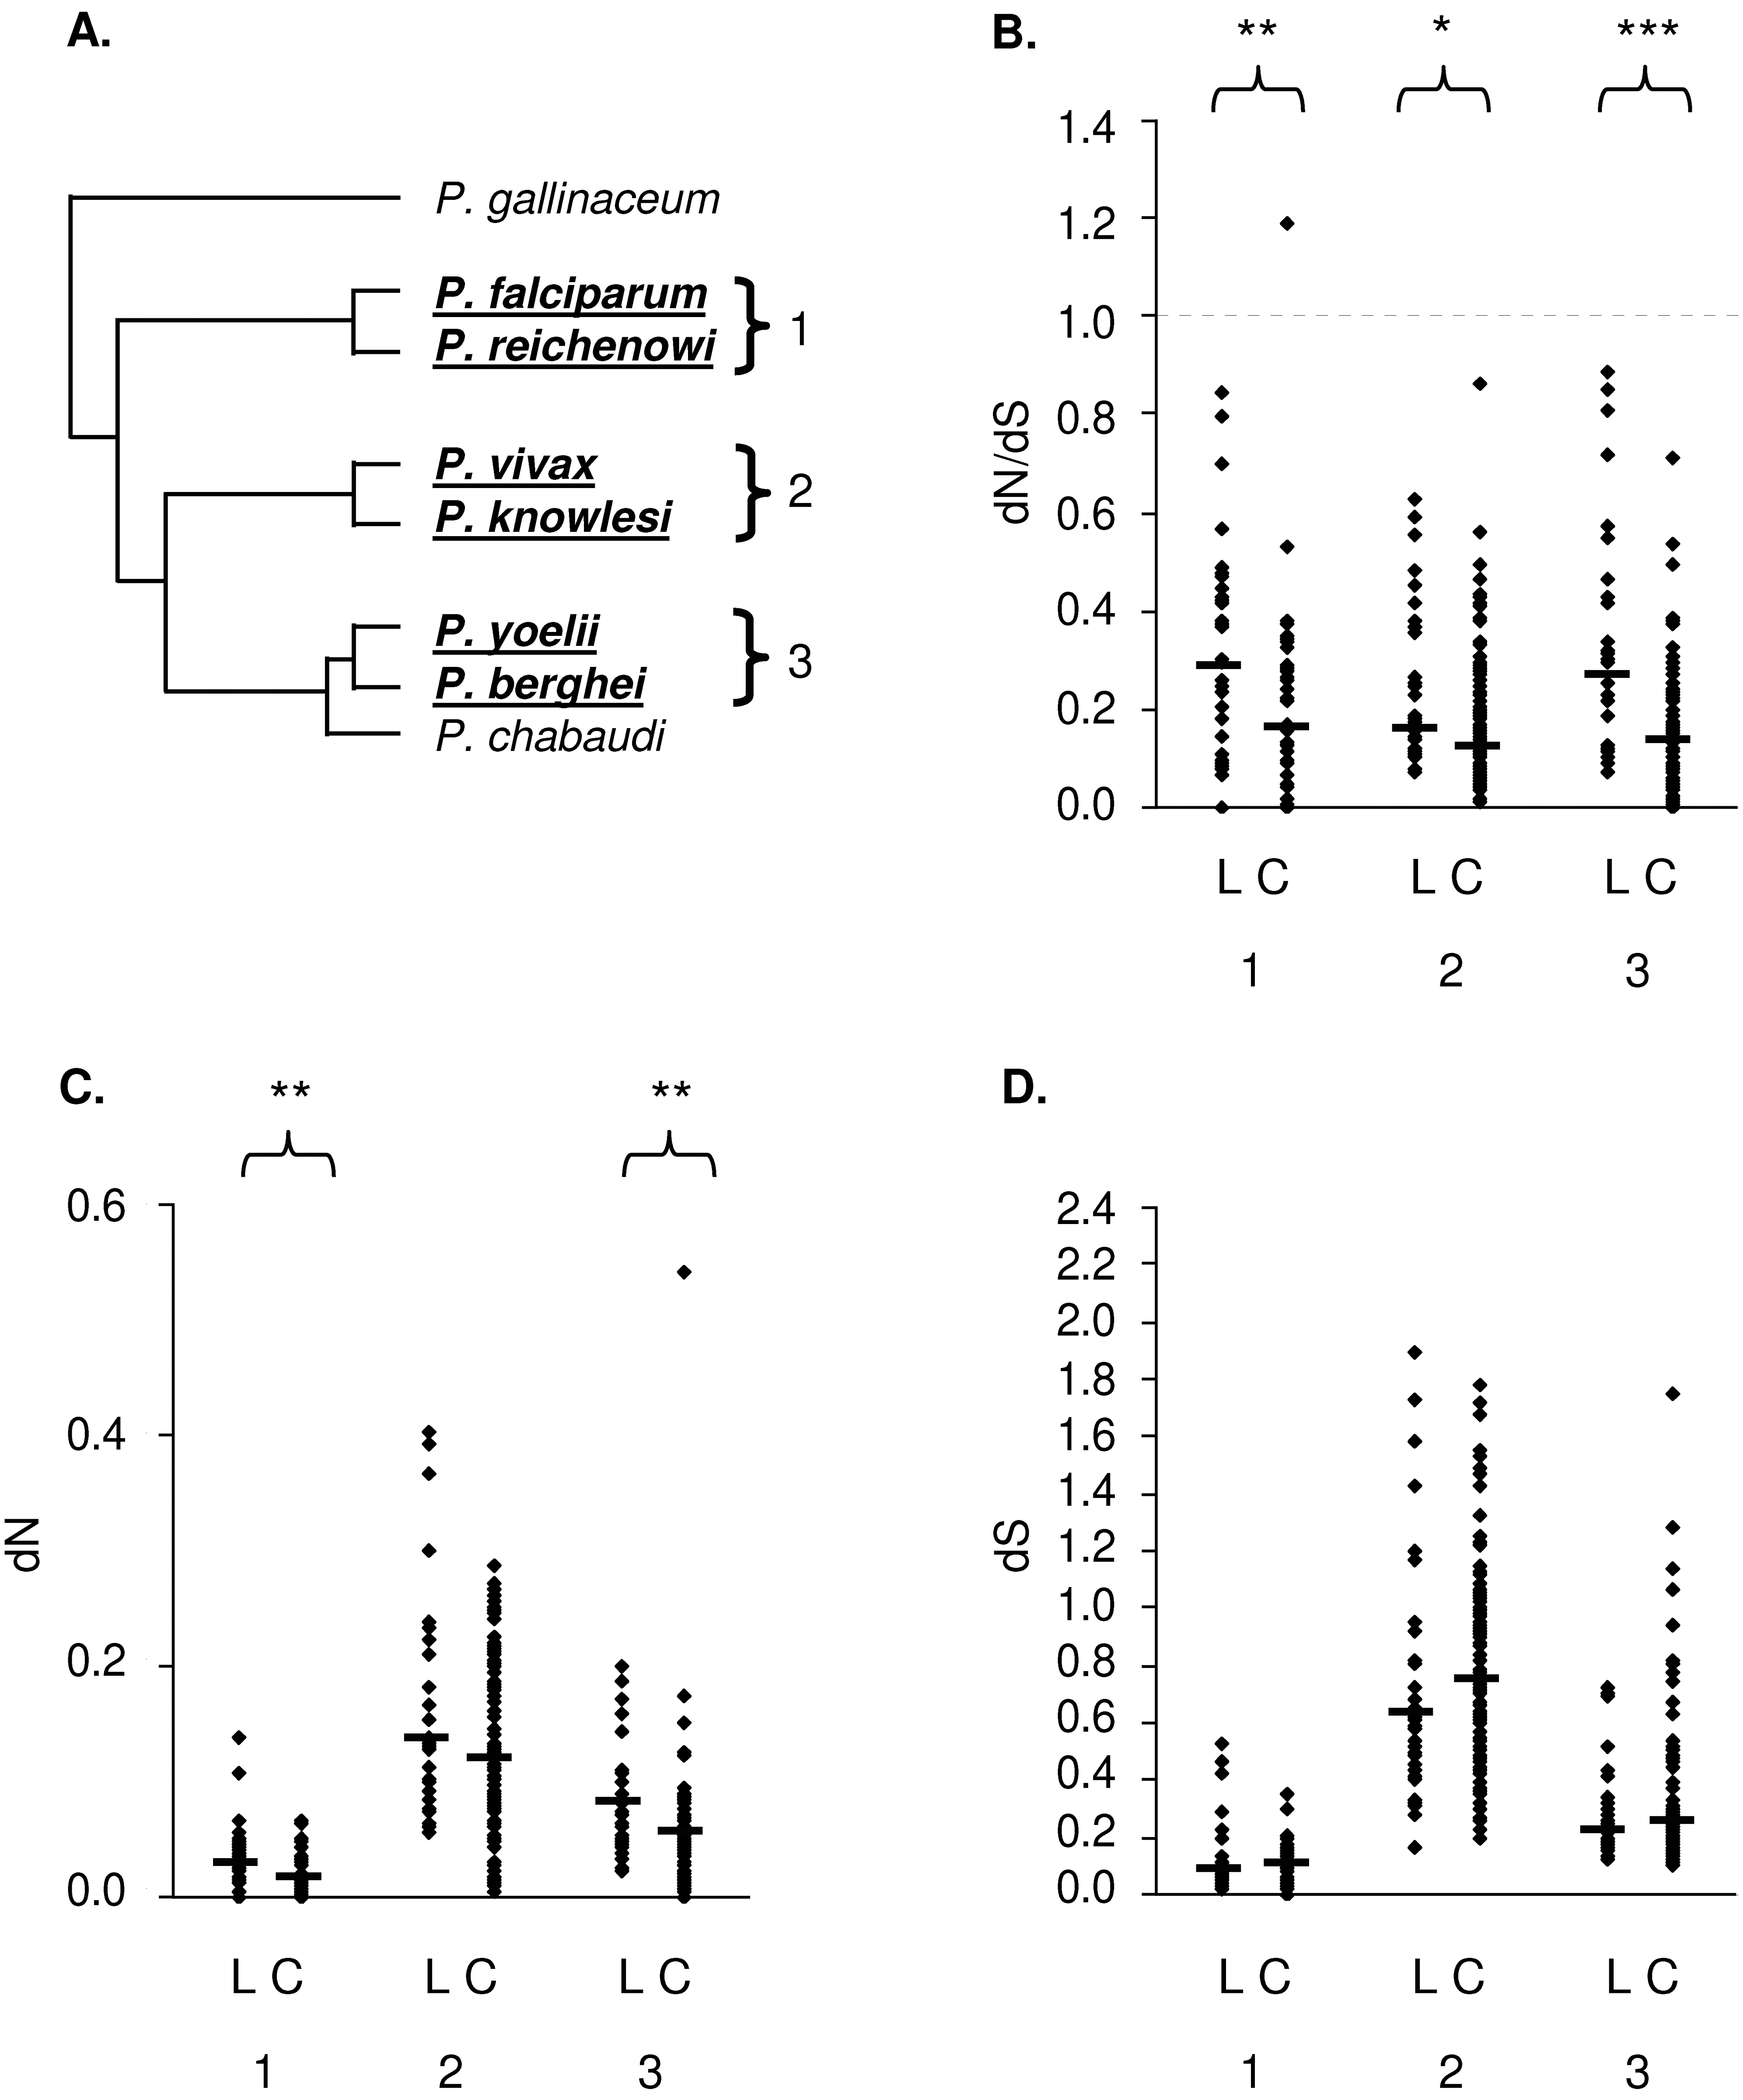 A.
P. gallinaceum
P. falciparum
P. reichenowi
1
P. vivax
P. knowlesi
2
P. yoelii
P. berghei
3
P. chabaudi
B.
** * ***
1.4
1.2
1.0
0.8
0.6
0.4
0.2
0.0
dN/dS
L C L C L C
1 2 3
C.
** **
0.6
0.4
0.2
0.0
dN
L C L C L C
1 2 3
D.
2.4
2.2
2.0
1.8
1.6
1.4
1.2
1.0
0.8
0.6
0.4
0.2
0.0
dS
L C L C L C
1 2 3